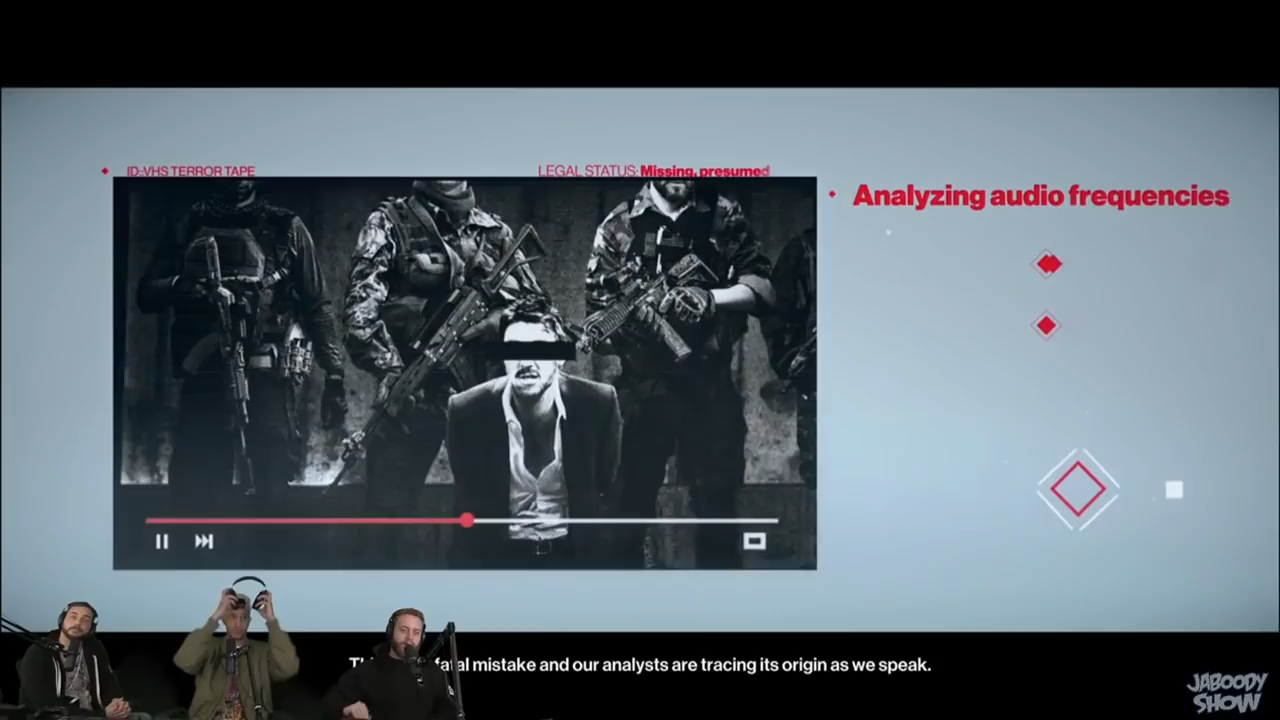 ID-VHS TERROR TAPE
LEGAL STATUS: Missing, presumed
Analyzing audio frequencies
fatal mistake and our analysts are tracing its origin as we speak.
JABOODY
SHOW